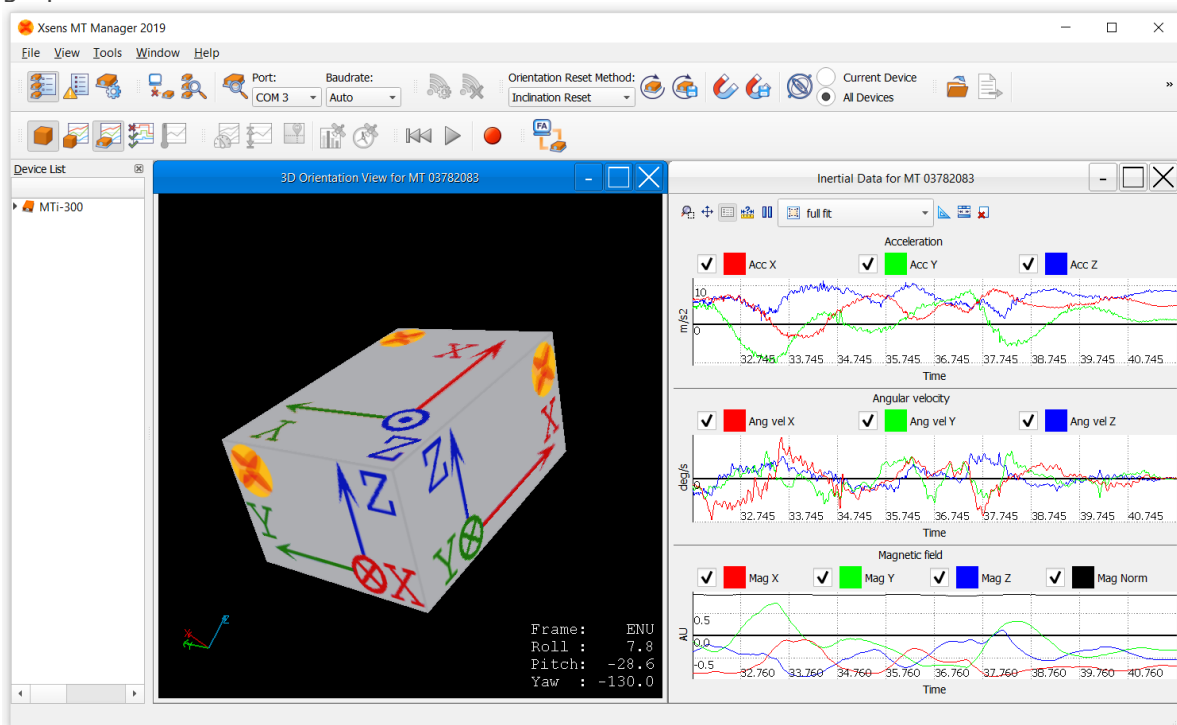 Xsens MT Manager 2019
File View Tools Window Help
Port: Baudrate: Orientation Reset Method: Current Device
COM 3 Auto Inclination Reset All Devices
»
FA
Device List
MTi-300
3D Orientation View for MT 03782083
X
Y
Z
X
Z
Z
Y
Y
X
Frame: ENU
Roll : 7.8
Pitch: -28.6
Yaw : -130.0
Inertial Data for MT 03782083
full fit
Acceleration
Acc X Acc Y Acc Z
10
0
m/s2
32.745 33.745 34.745 35.745 36.745 37.745 38.745 39.745 40.745
Time
Angular velocity
Ang vel X Ang vel Y Ang vel Z
0
deg/s
32.745 33.745 34.745 35.745 36.760 37.745 38.745 39.745 40.745
Time
Magnetic field
Mag X Mag Y Mag Z Mag Norm
0.5
0.0
-0.5
AU
32.760 33.760 34.760 35.760 36.760 37.760 38.760 39.760 40.760
Time